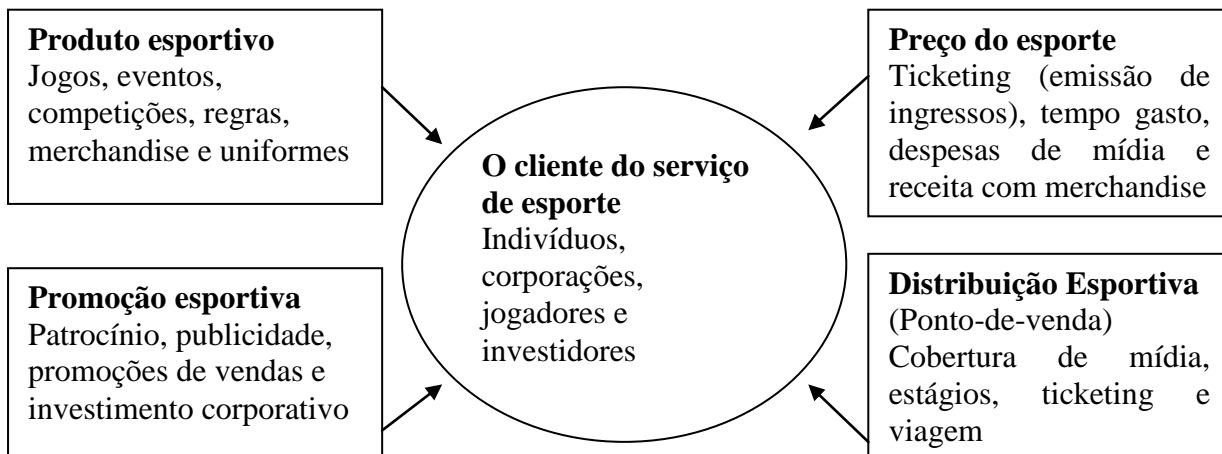 Produto esportivo
Jogos, eventos,
competições, regras,
merchandise e uniformes
Preço do esporte
Ticketing (emissão de
ingressos), tempo gasto,
despesas de mídia e
receita com merchandise
O cliente do serviço
de esporte
Indivíduos,
corporações,
jogadores e
investidores
Promoção esportiva
Patrocínio, publicidade,
promoções de vendas e
investimento corporativo
Distribuição Esportiva
(Ponto-de-venda)
Cobertura de mídia,
estágios, ticketing e
viagem